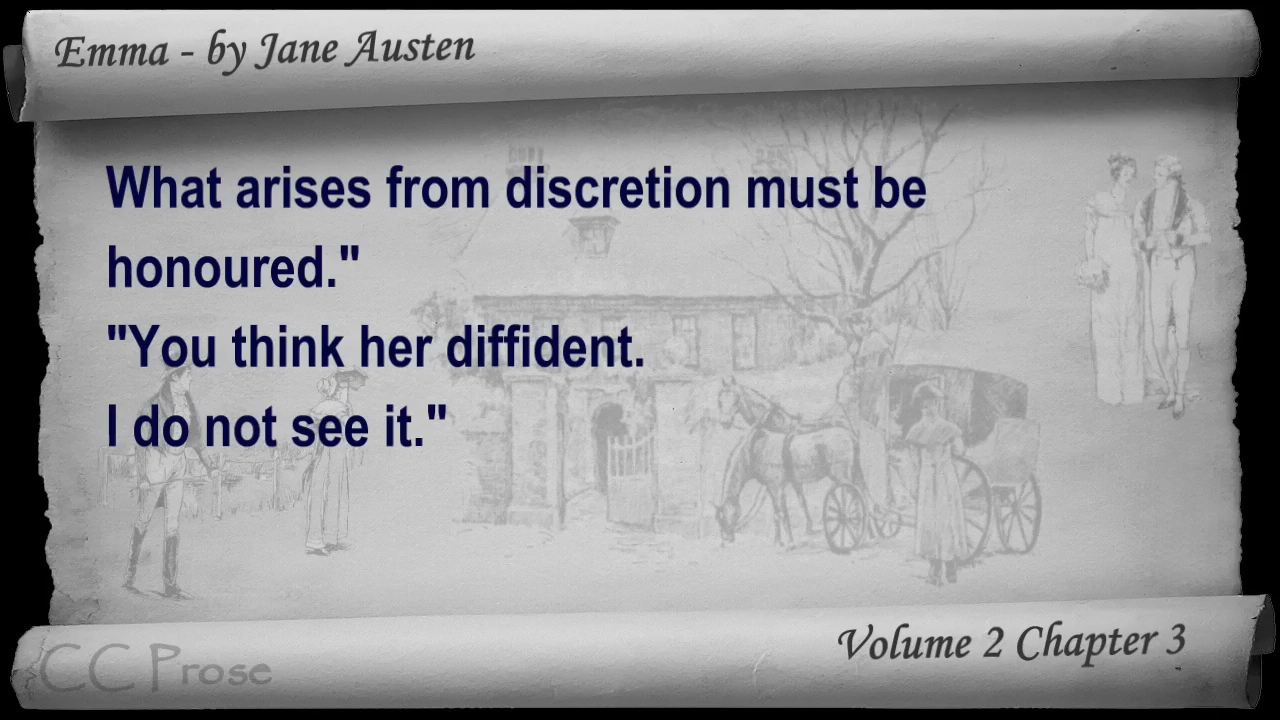 Emma - by Jane Austen
What arises from discretion must be
honoured."
"You think her diffident.
I do not see it."
Volume 2 Chapter 3
CC Prose